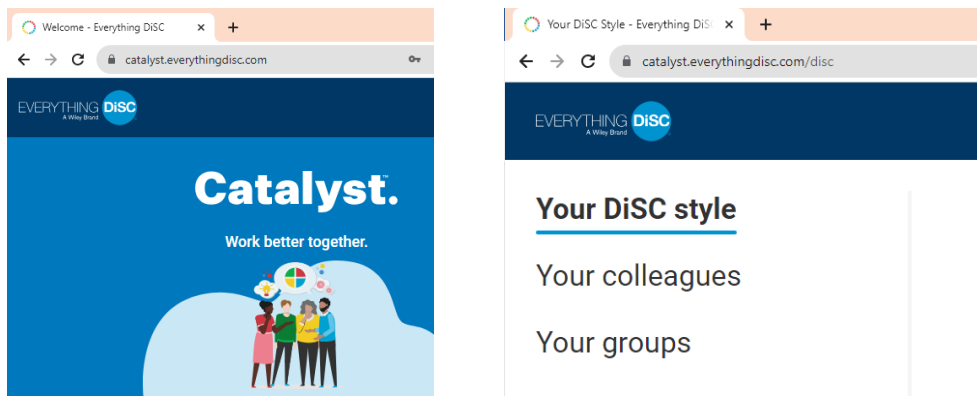 Welcome - Everything DiSC
catalyst.everythingdisc.com
EVERYTHING DiSC
A Wiley Brand
Catalyst.™
Work better together.
Your DiSC Style - Everything DiS
catalyst.everythingdisc.com/disc
EVERYTHING DiSC
A Wiley Brand
Your DiSC style
Your colleagues
Your groups